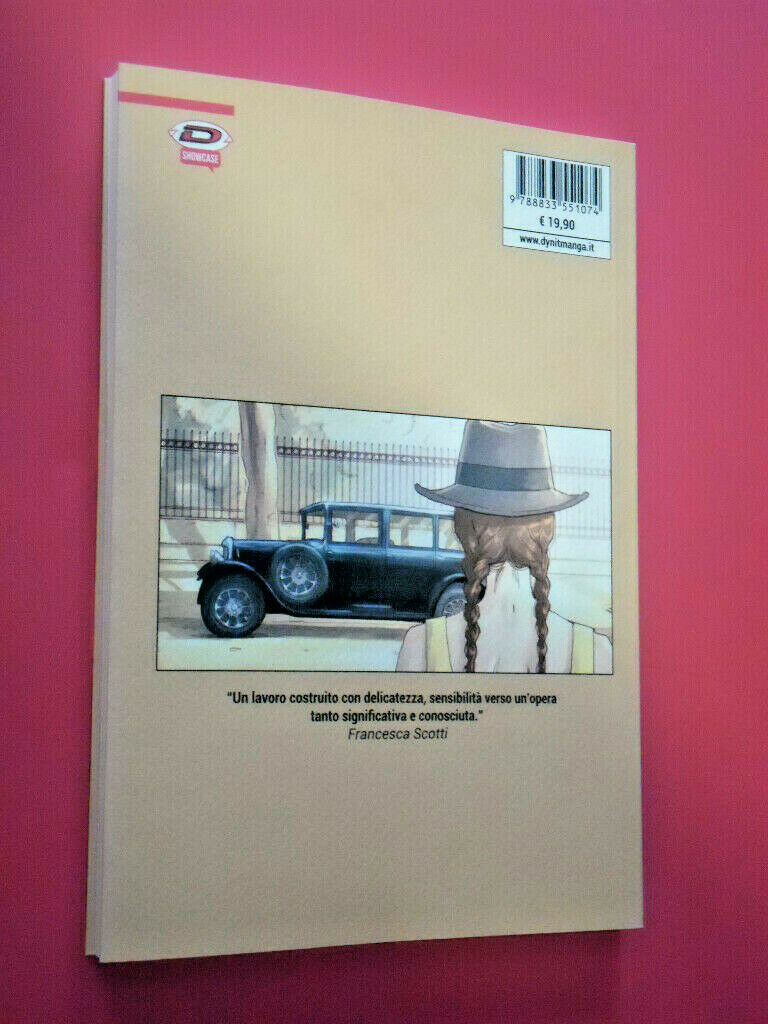 D
SHOWCASE
9 788833 551074
€ 19,90
www.dynitmanga.it
“Un lavoro costruito con delicatezza, sensibilità verso un’opera
tanto significativa e conosciuta.”
Francesca Scotti